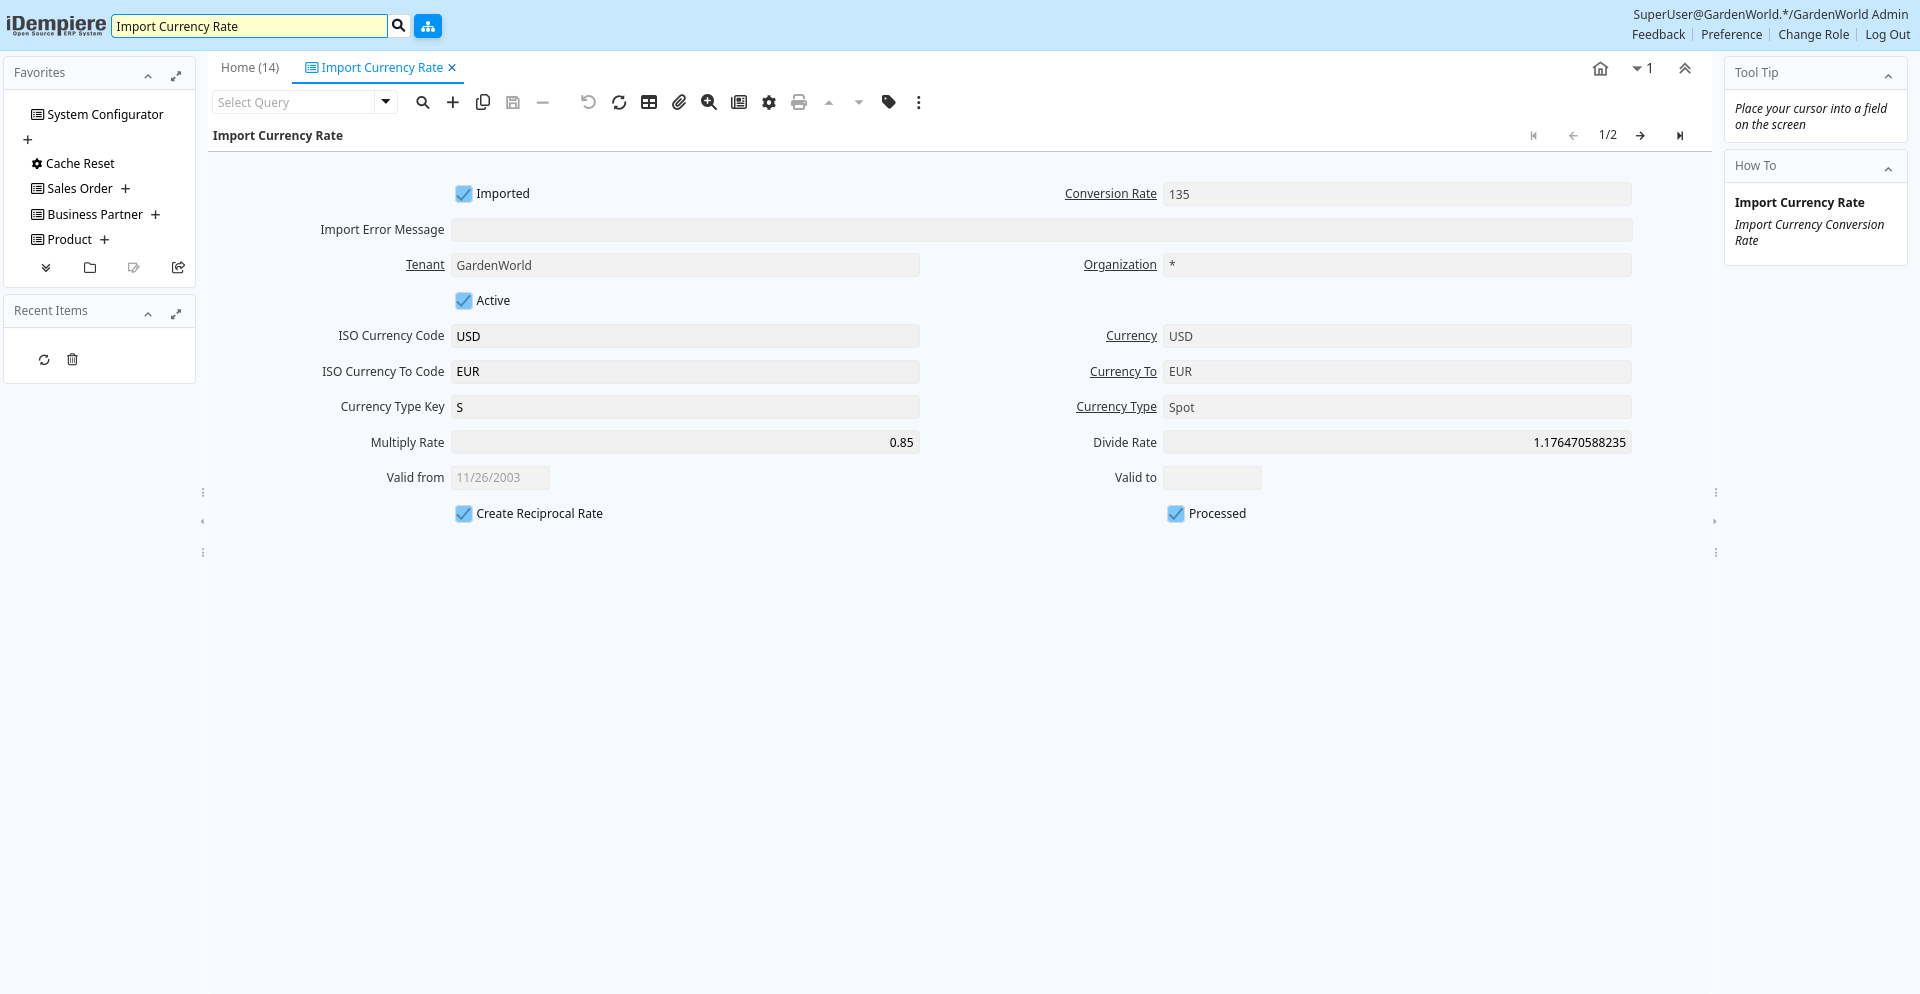 iDempiere
Open Source ERP System
Import Currency Rate
SuperUser@GardenWorld.*/GardenWorld Admin
Feedback
Preference
Change Role
Log Out
Favorites
System Configurator
Cache Reset
Sales Order
Business Partner
Product
Recent Items
Home (14)
Import Currency Rate
1
Select Query
Import Currency Rate
1/2
Imported
Conversion Rate 135
Import Error Message
Tenant GardenWorld
Organization *
Active
ISO Currency Code USD
Currency USD
ISO Currency To Code EUR
Currency To EUR
Currency Type Key S
Currency Type Spot
Multiply Rate 0.85
Divide Rate 1.176470588235
Valid from 11/26/2003
Valid to
Create Reciprocal Rate
Processed
Tool Tip
Place your cursor into a field
on the screen
How To
Import Currency Rate
Import Currency Conversion
Rate